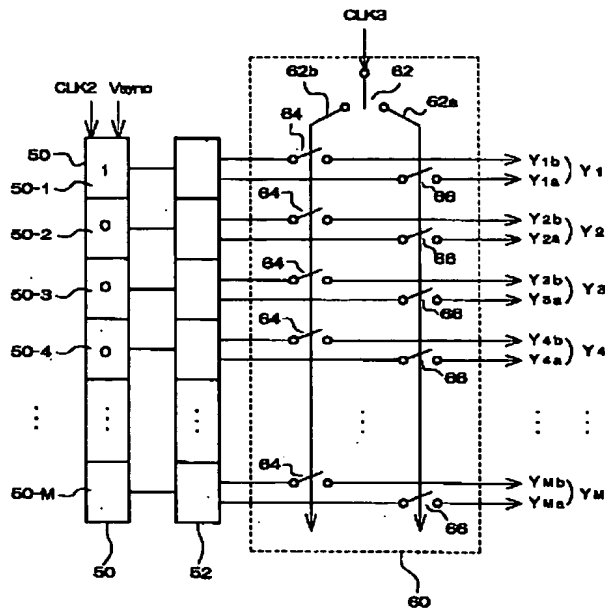 CLK3
62b 62
CLK2 Vsync 64 62a
50
50-1 1 Y1b
Y1a ) Y1
66
64
50-2 0 Y2b
Y2a ) Y2
66
64
50-3 0 Y3b
Y3a ) Y3
66
64
50-4 0 Y4b
Y4a ) Y4
66
64
50-M YMb
YMa ) YM
66
50 52 60